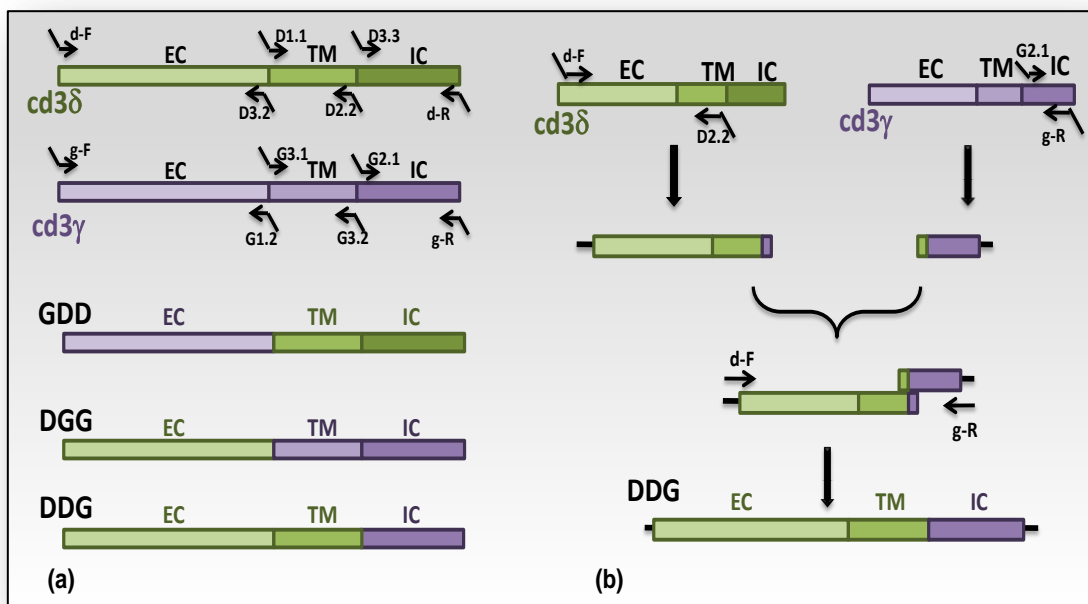 d-F D1.1 D3.3
EC TM IC
cd3δ
D3.2 D2.2 d-R
g-F G3.1 G2.1
EC TM IC
cd3γ
G1.2 G3.2 g-R
GDD EC TM IC
DGG EC TM IC
DDG EC TM IC
(a)
d-F EC TM IC
cd3δ
D2.2
EC TM G2.1 IC
cd3γ
g-R
d-F
g-R
DDG EC TM IC
(b)